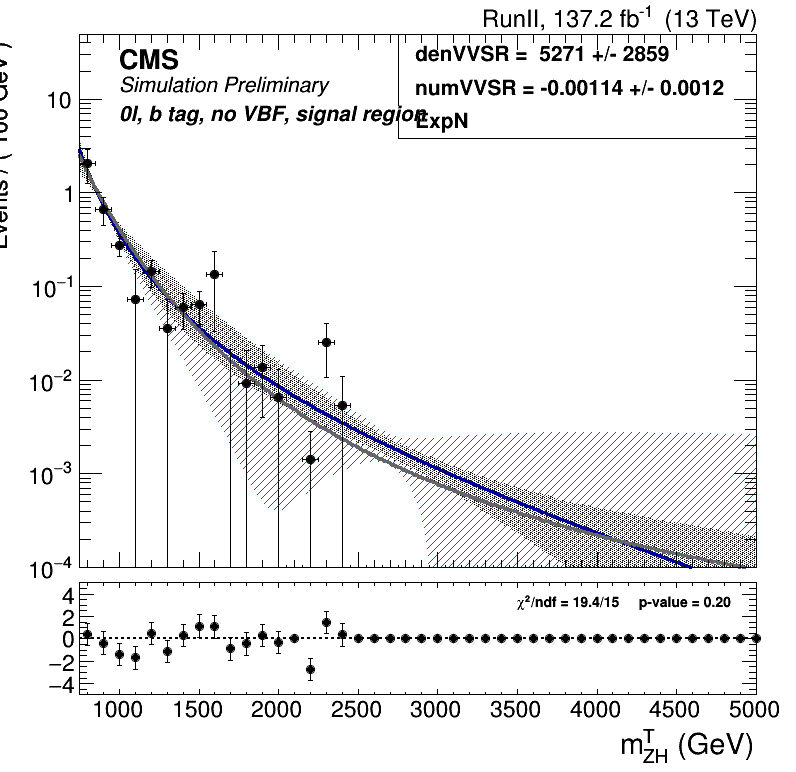 RunII, 137.2 fb⁻¹ (13 TeV)
CMS
Simulation Preliminary
0l, b tag, no VBF, signal region
denVVSR = 5271 +/- 2859
numVVSR = -0.00114 +/- 0.0012
ExpN
Events / ( 100 GeV )
10
1
10⁻¹
10⁻²
10⁻³
10⁻⁴
χ²/ndf = 19.4/15 p-value = 0.20
4
2
0
−2
−4
1000 1500 2000 2500 3000 3500 4000 4500 5000
m^T_ZH (GeV)